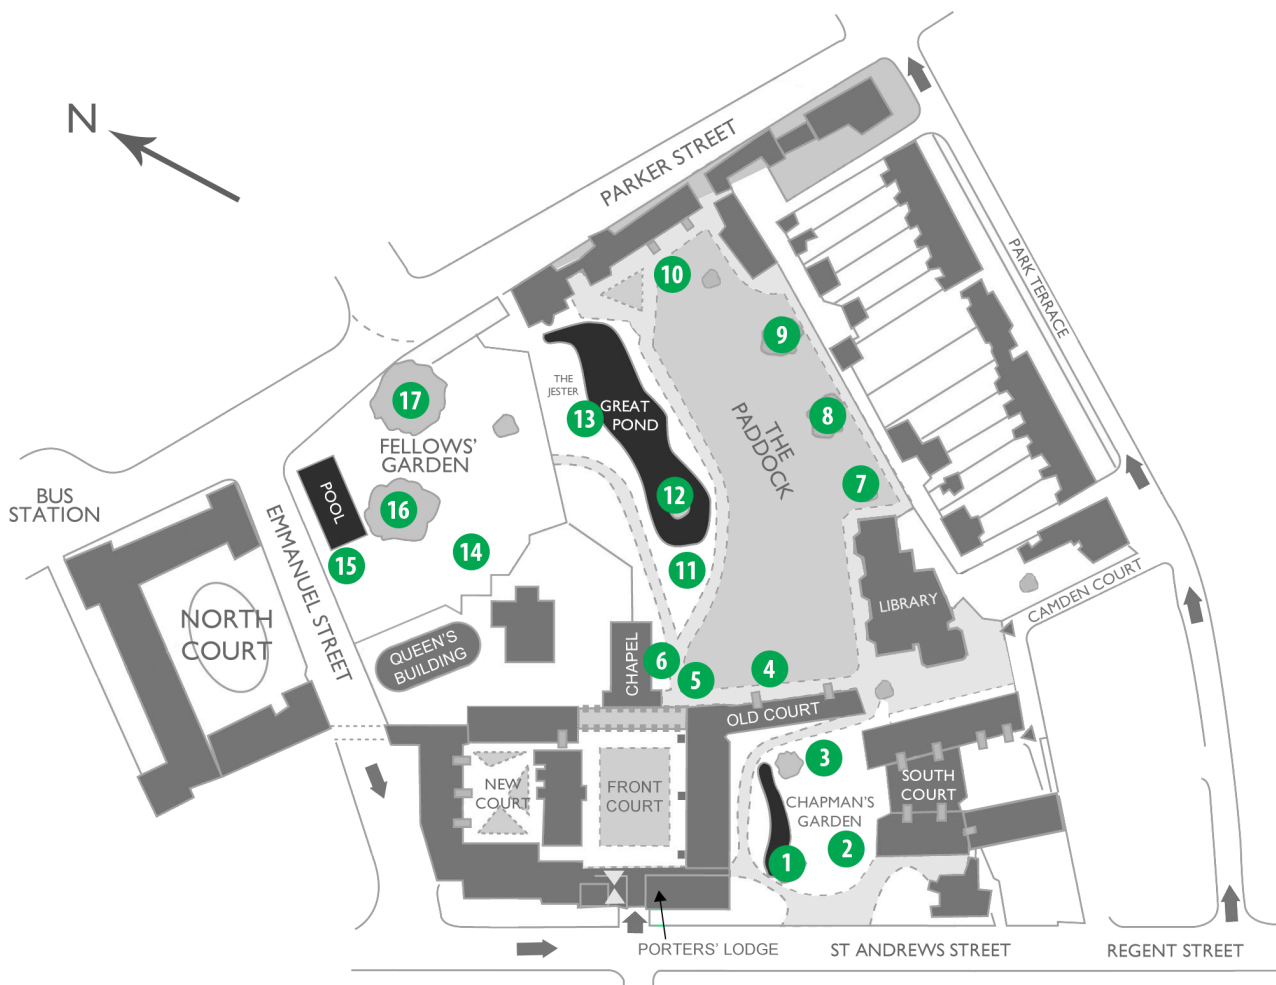 N
PARKER STREET
PARK TERRACE
10
9
THE
JESTER
17
13
GREAT
POND
8
THE
PADDOCK
FELLOWS'
GARDEN
BUS
STATION
POOL
16
12
7
EMMANUEL STREET
15
14
11
CAMDEN COURT
LIBRARY
NORTH
COURT
QUEEN'S
BUILDING
CHAPEL
6
5
4
OLD COURT
3
NEW
COURT
FRONT
COURT
CHAPMAN'S
GARDEN
SOUTH
COURT
1
2
PORTERS' LODGE
ST ANDREWS STREET
REGENT STREET